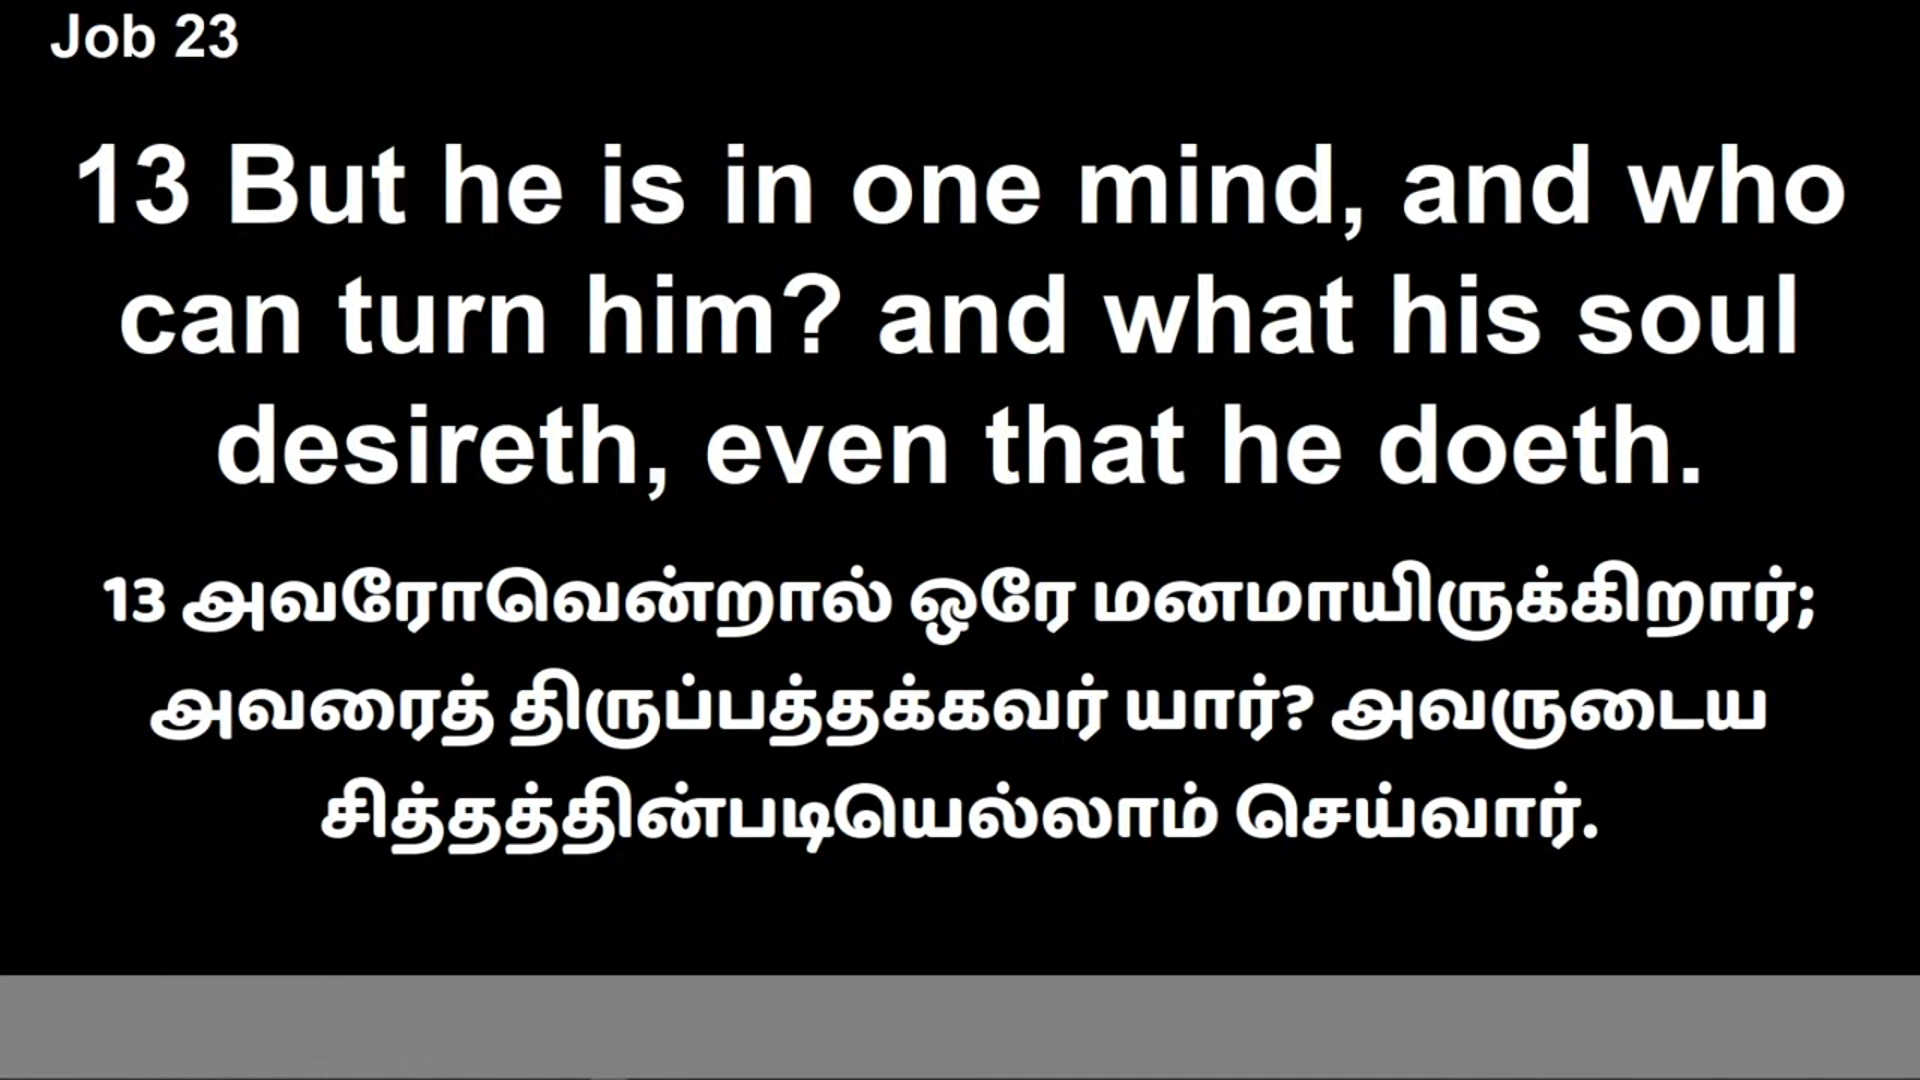 Job 23
13 But he is in one mind, and who
can turn him? and what his soul
desireth, even that he doeth.
13 அவரோவென்றால் ஒரே மனமாயிருக்கிறார்;
அவரைத் திருப்பத்தக்கவர் யார்? அவருடைய
சித்தத்தின்படியெல்லாம் செய்வார்.